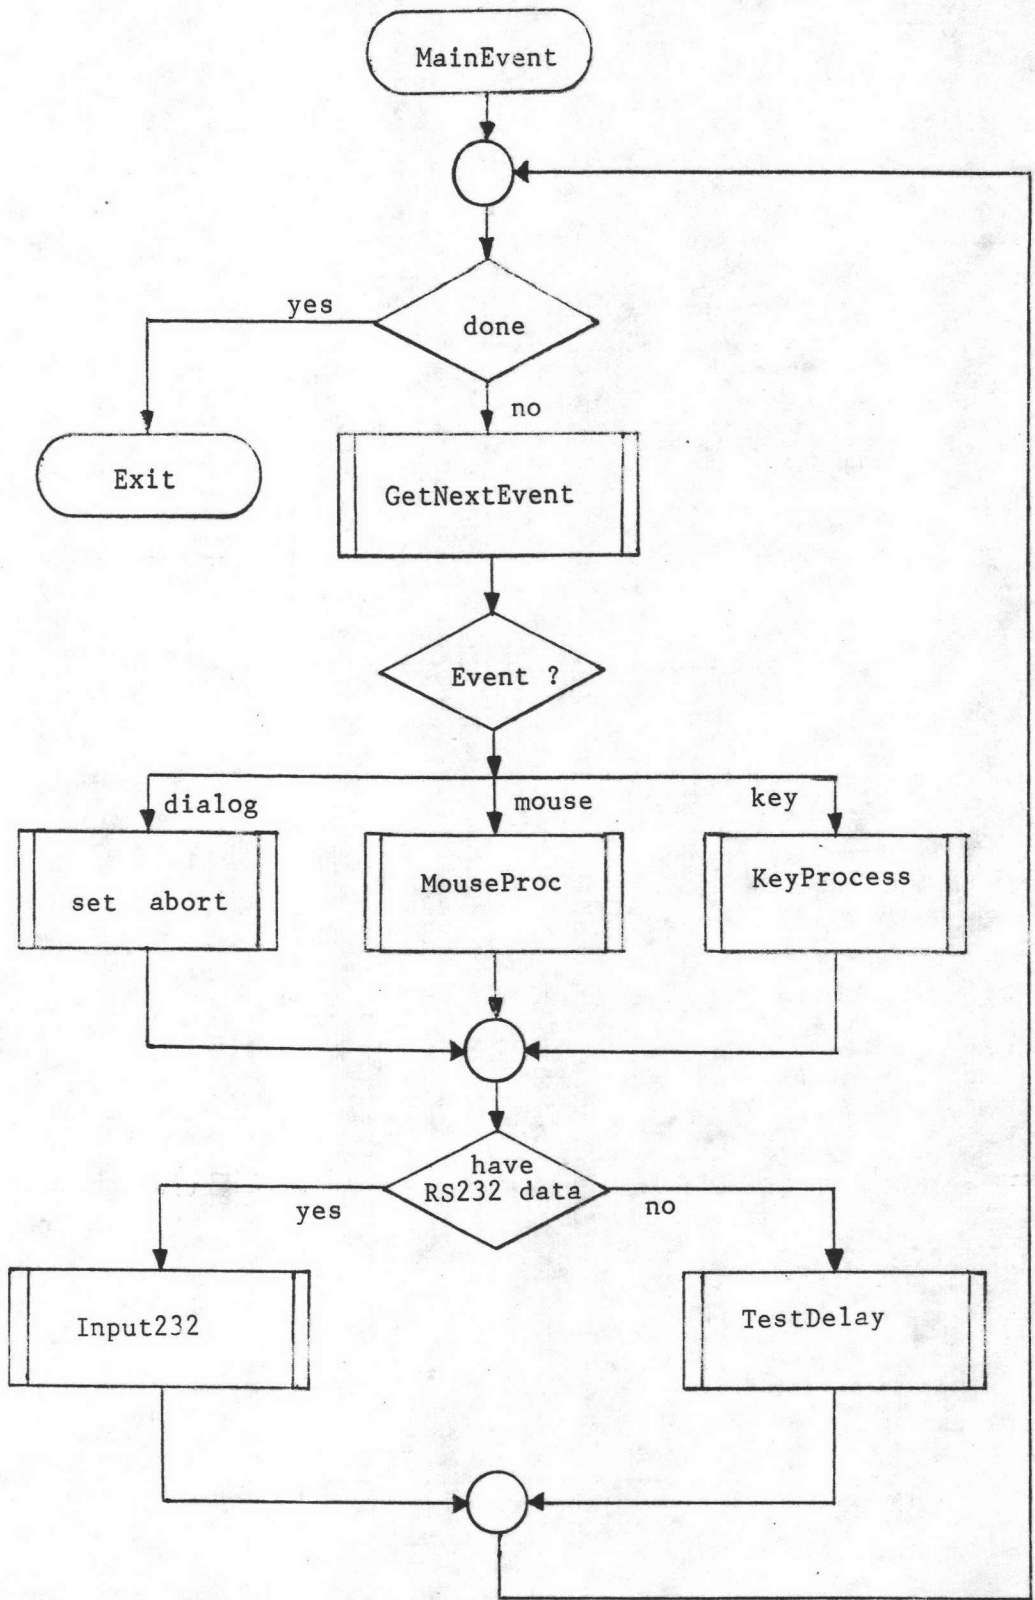 MainEvent
yes
done
no
Exit
GetNextEvent
Event ?
dialog
mouse
key
set abort
MouseProc
KeyProcess
have
RS232 data
yes
no
Input232
TestDelay